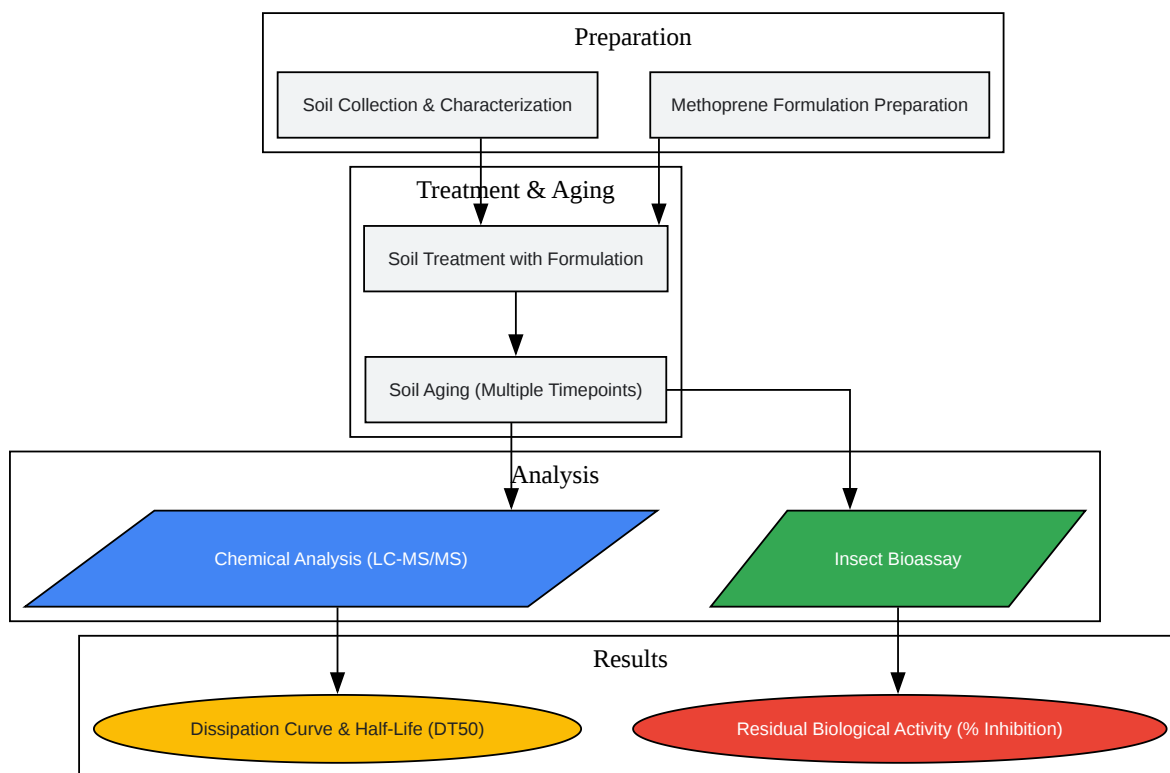 Preparation
Soil Collection & Characterization
Methoprene Formulation Preparation
Treatment & Aging
Soil Treatment with Formulation
Soil Aging (Multiple Timepoints)
Analysis
Chemical Analysis (LC-MS/MS)
Insect Bioassay
Results
Dissipation Curve & Half-Life (DT50)
Residual Biological Activity (% Inhibition)